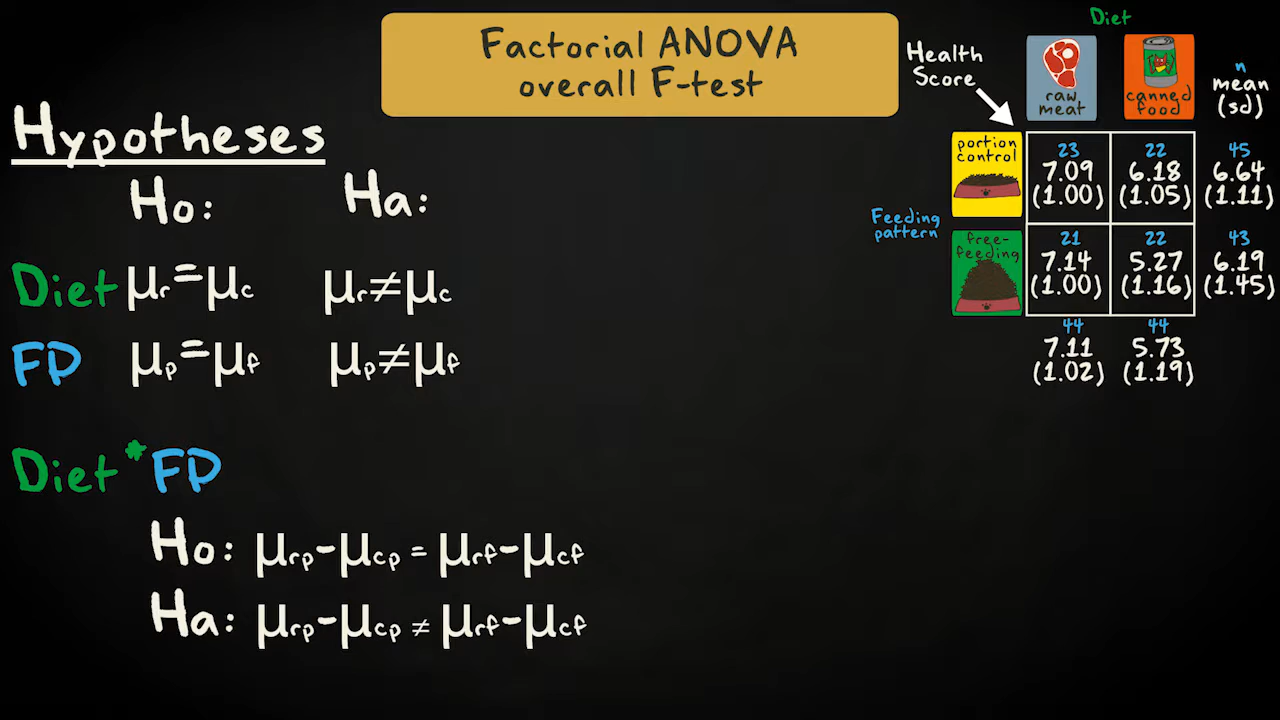 Factorial ANOVA
overall F-test
Hypotheses
Ho: Ha:
Diet μr=μc μr≠μc
FP μp=μf μp≠μf
Diet*FP
Ho: μrp-μcp = μrf-μcf
Ha: μrp-μcp ≠ μrf-μcf
Diet
Health
Score
raw
meat
canned
food
n
mean
(sd)
Feeding
pattern
portion
control
23 22 45
7.09 6.18 6.64
(1.00) (1.05) (1.11)
free-
feeding
21 22 43
7.14 5.27 6.19
(1.00) (1.16) (1.45)
44 44
7.11 5.73
(1.02) (1.19)